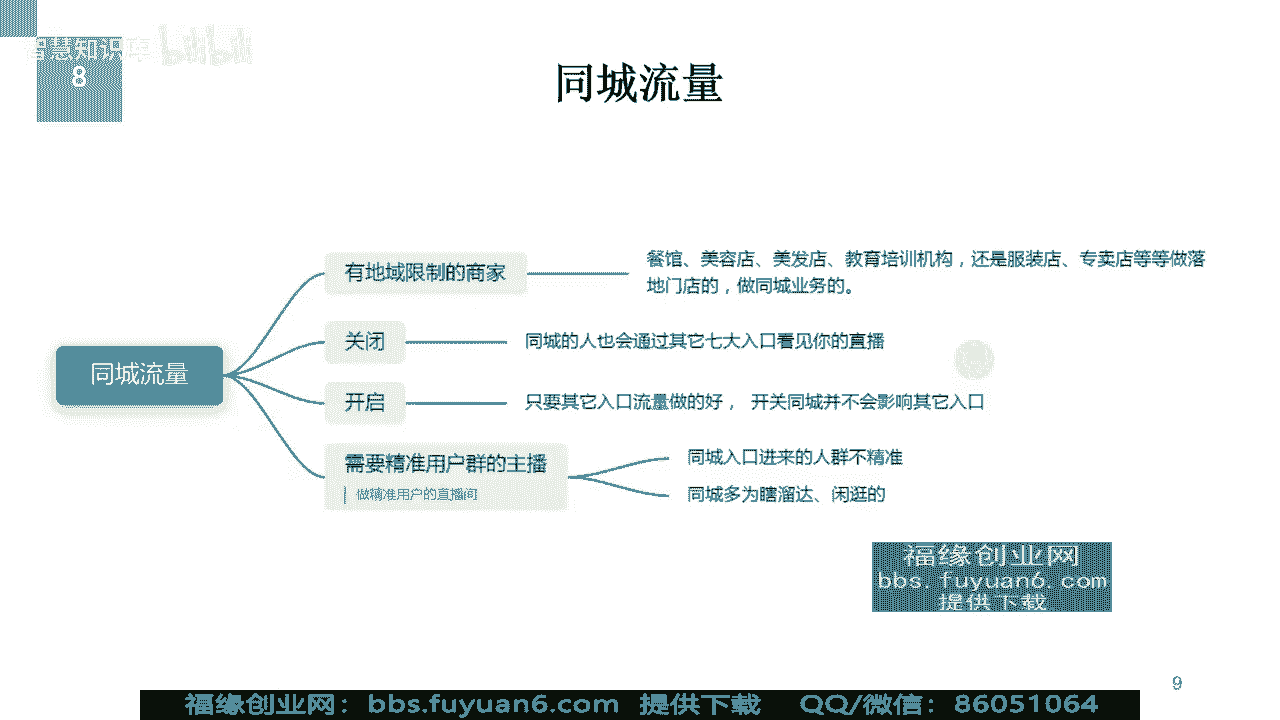 智慧知识库 bilibili
8
同城流量
有地域限制的商家
餐馆、美容店、美发店、教育培训机构，还是服装店、专卖店等等做落
地门店的，做同城业务的。
关闭
同城的人也会通过其它七大入口看见你的直播
同城流量
开启
只要其它入口流量做的好， 开关同城并不会影响其它入口
需要精准用户群的主播
做精准用户的直播间
同城入口进来的人群不精准
同城多为瞎溜达、闲逛的
福缘创业网
bbs. fuyuan6. com
提供下载
9
福缘创业网：bbs.fuyuan6.com 提供下载 QQ/微信：86051064